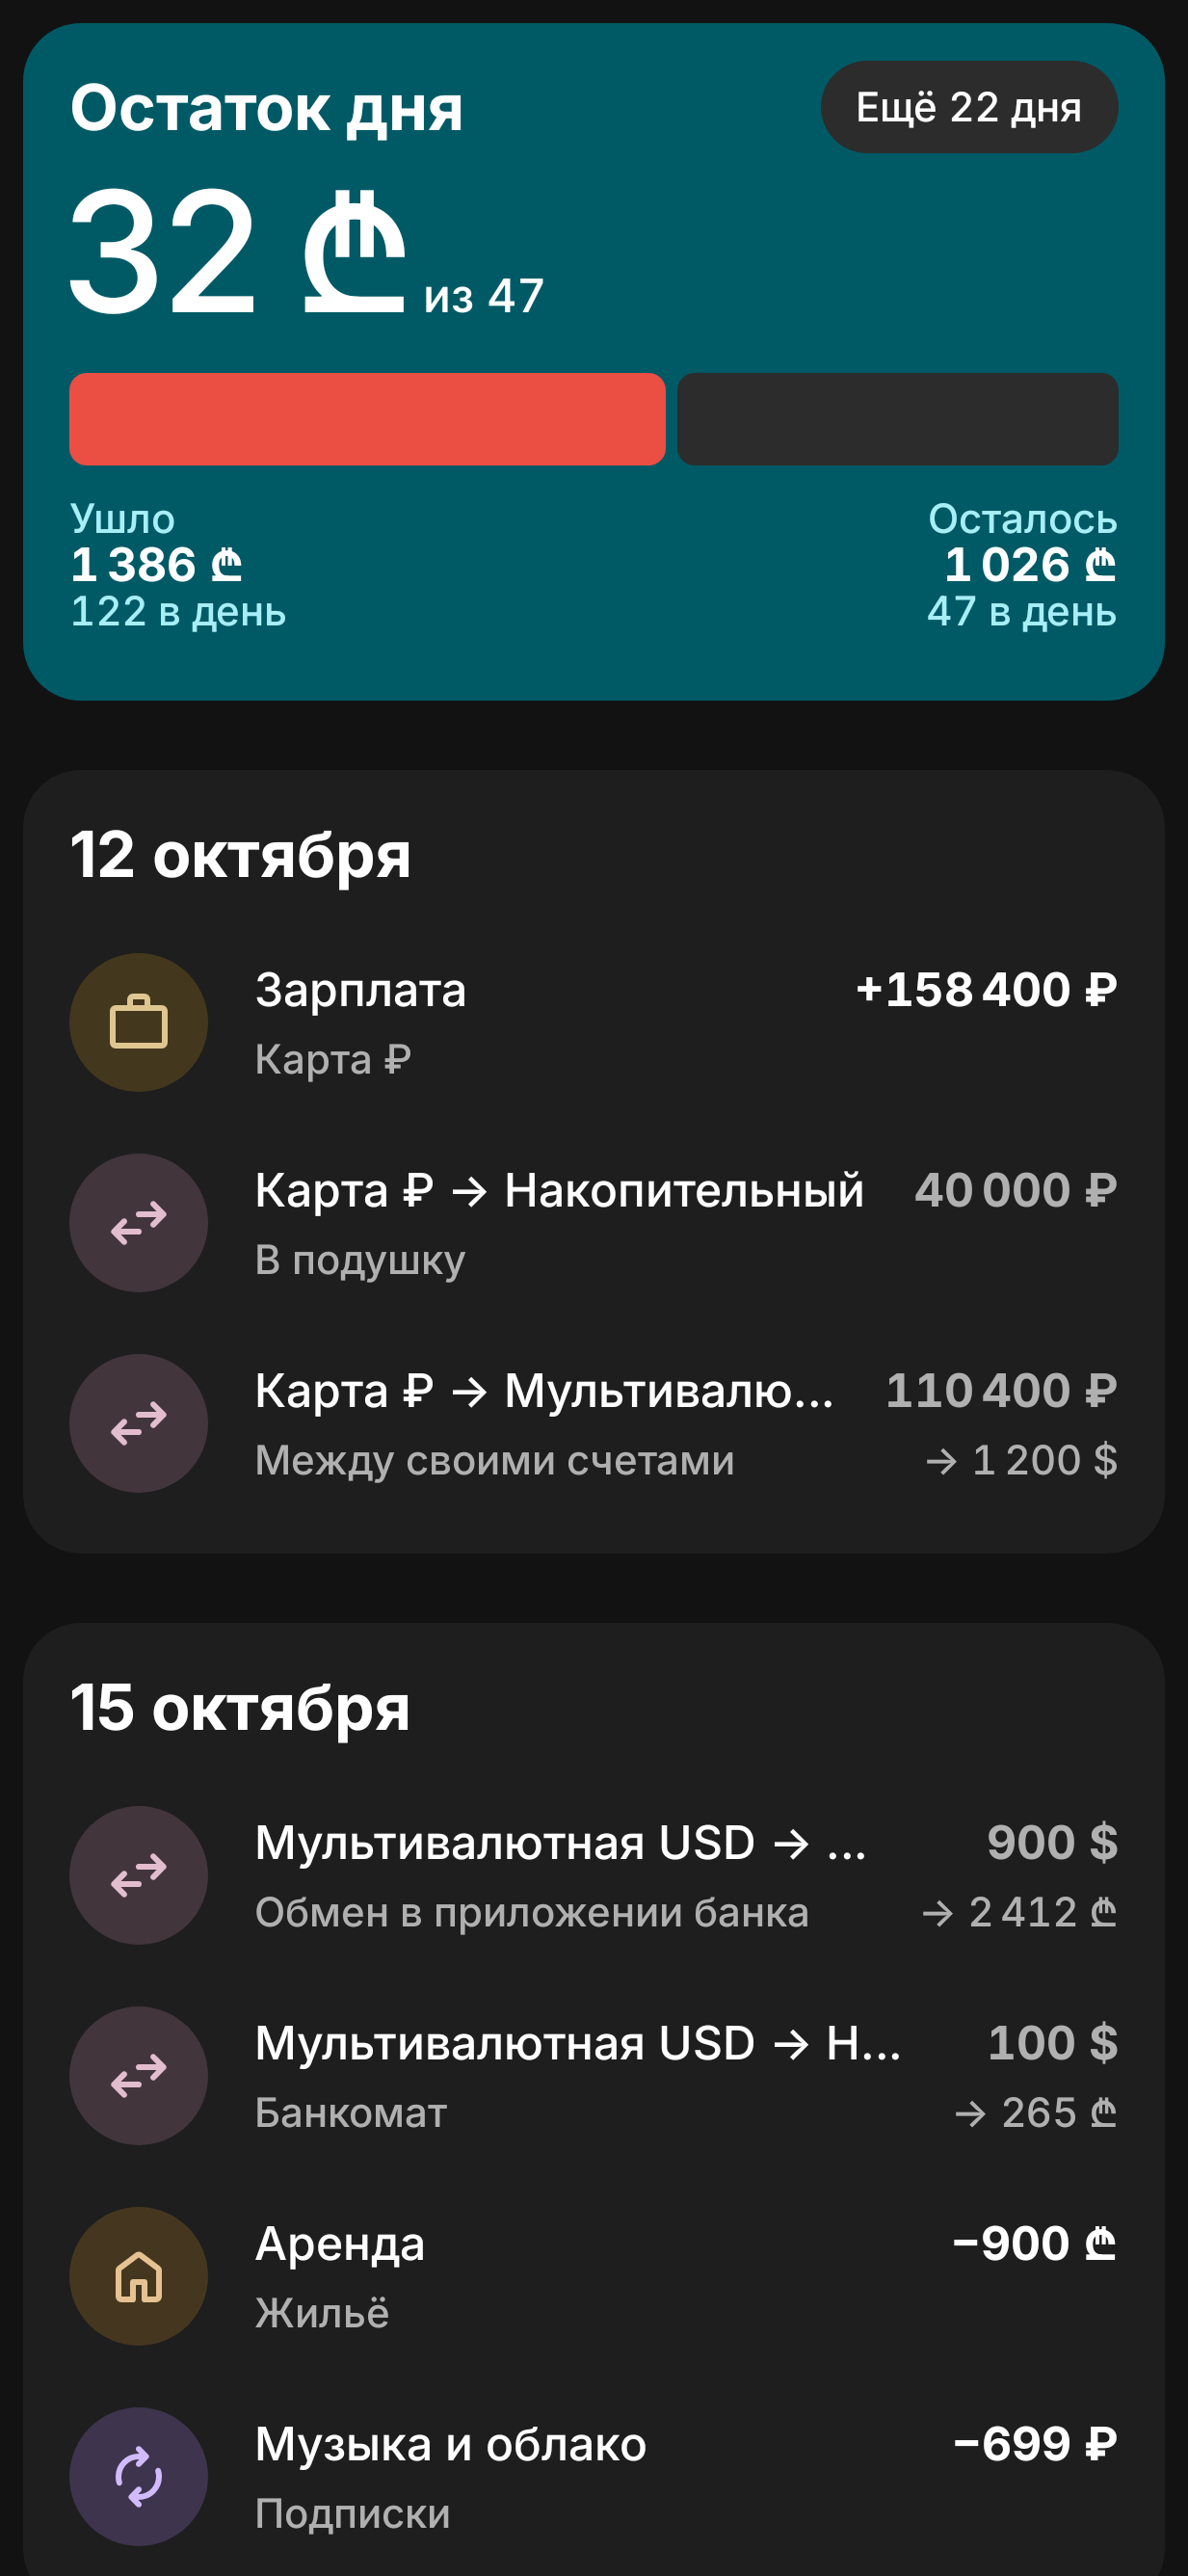 Остаток дня
Ещё 22 дня
32 ₾ из 47
Ушло
Осталось
1 386 ₾
1 026 ₾
122 в день
47 в день
12 октября
Зарплата
+158 400 ₽
Карта ₽
Карта ₽ → Накопительный
40 000 ₽
В подушку
Карта ₽ → Мультивалю...
110 400 ₽
Между своими счетами
→ 1 200 $
15 октября
Мультивалютная USD → ...
900 $
Обмен в приложении банка
→ 2 412 ₾
Мультивалютная USD → Н...
100 $
Банкомат
→ 265 ₾
Аренда
−900 ₾
Жильё
Музыка и облако
−699 ₽
Подписки